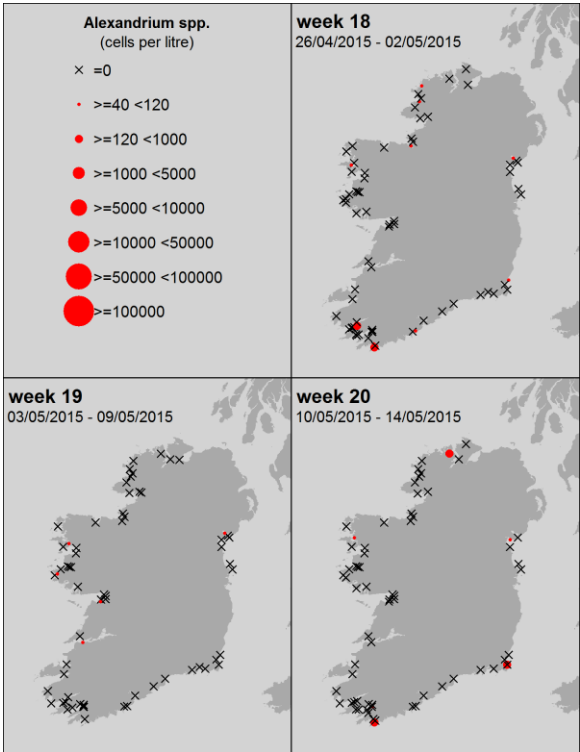 Alexandrium spp.
(cells per litre)
=0
>=40 <120
>=120 <1000
>=1000 <5000
>=5000 <10000
>=10000 <50000
>=50000 <100000
>=100000
week 18
26/04/2015 - 02/05/2015
week 19
03/05/2015 - 09/05/2015
week 20
10/05/2015 - 14/05/2015